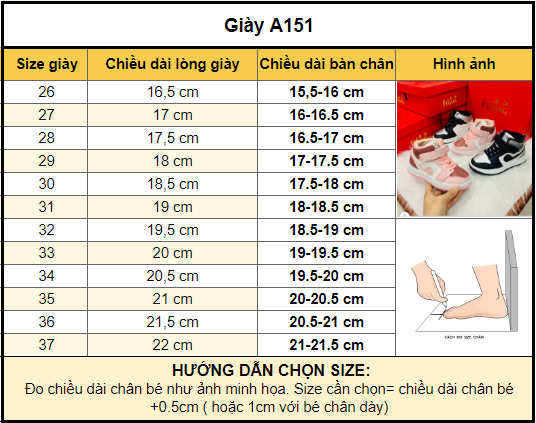 Giày A151
Size giày Chiều dài lòng giày Chiều dài bàn chân Hình ảnh
26 16,5 cm 15,5-16 cm
27 17 cm 16-16.5 cm
28 17,5 cm 16.5-17 cm
29 18 cm 17-17.5 cm
30 18,5 cm 17.5-18 cm
31 19 cm 18-18.5 cm
32 19,5 cm 18.5-19 cm
33 20 cm 19-19.5 cm
34 20,5 cm 19.5-20 cm
35 21 cm 20-20.5 cm
36 21,5 cm 20.5-21 cm
37 22 cm 21-21.5 cm
CÁCH ĐO SIZE CHÂN
HƯỚNG DẪN CHỌN SIZE:
Đo chiều dài chân bé như ảnh minh họa. Size cần chọn= chiều dài chân bé
+0.5cm ( hoặc 1cm với bé chân dày)